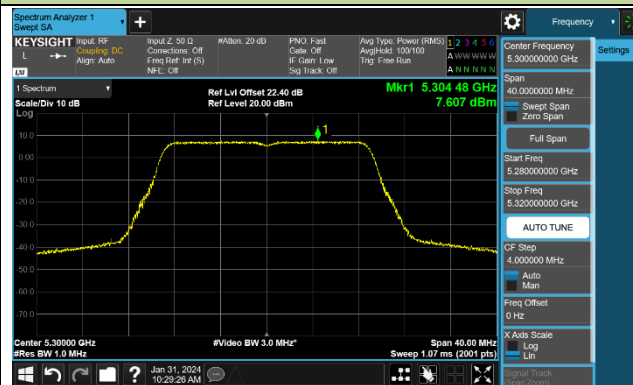 Spectrum Analyzer 1
Swept SA
Frequency
KEYSIGHT
L
LXI
Input: RF
Coupling: DC
Align: Auto
Input Z: 50 Ω
Corrections: Off
Freq Ref: Int (S)
NFE: Off
#Atten: 20 dB
PNO: Fast
Gate: Off
IF Gain: Low
Sig Track: Off
Avg Type: Power (RMS)
Avg|Hold: 100/100
Trig: Free Run
1 2 3 4 5 6
A W W W W W
A N N N N N
1 Spectrum
Scale/Div 10 dB
Log
Ref Lvl Offset 22.40 dB
Ref Level 20.00 dBm
Mkr1 5.304 48 GHz
7.607 dBm
1
10.0
0.00
-10.0
-20.0
-30.0
-40.0
-50.0
-60.0
-70.0
Center 5.30000 GHz
#Res BW 1.0 MHz
#Video BW 3.0 MHz*
Span 40.00 MHz
Sweep 1.07 ms (2001 pts)
Jan 31, 2024
10:29:26 AM
Center Frequency
5.300000000 GHz
Settings
Span
40.0000000 MHz
Swept Span
Zero Span
Full Span
Start Freq
5.280000000 GHz
Stop Freq
5.320000000 GHz
AUTO TUNE
CF Step
4.000000 MHz
Auto
Man
Freq Offset
0 Hz
X Axis Scale
Log
Lin
Signal Track
(Span Zoom)